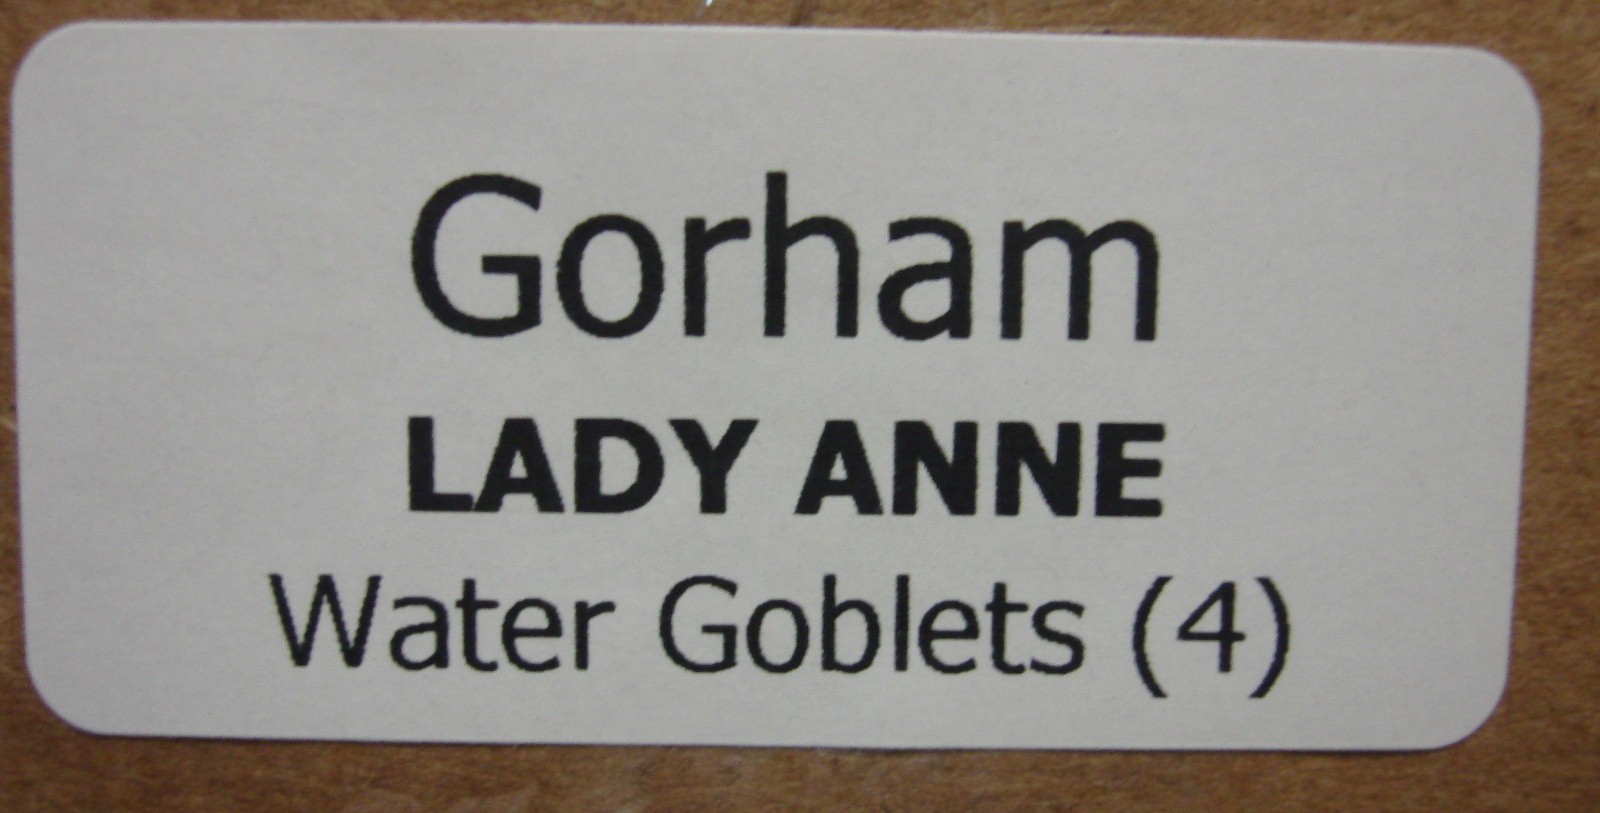 Gorham
LADY ANNE
Water Goblets (4)